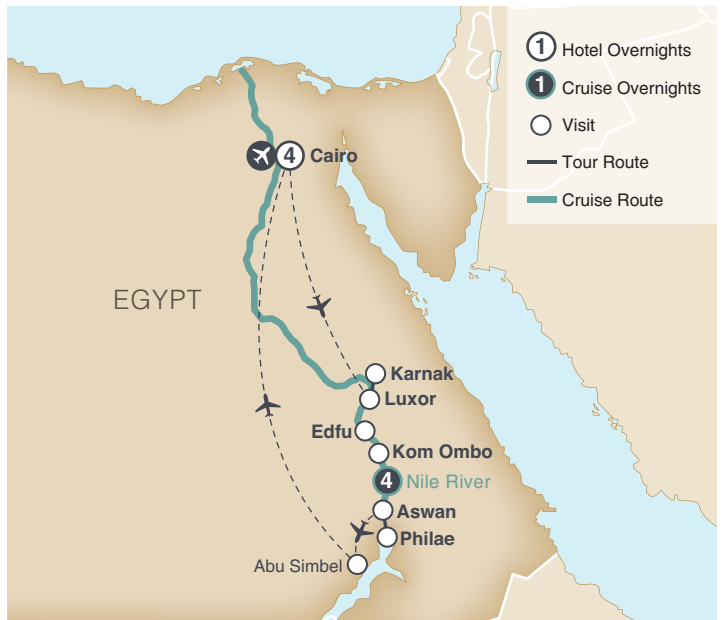 1 Hotel Overnights
1 Cruise Overnights
Visit
Tour Route
Cruise Route
4 Cairo
EGYPT
Karnak
Luxor
Edfu
Kom Ombo
4 Nile River
Aswan
Philae
Abu Simbel